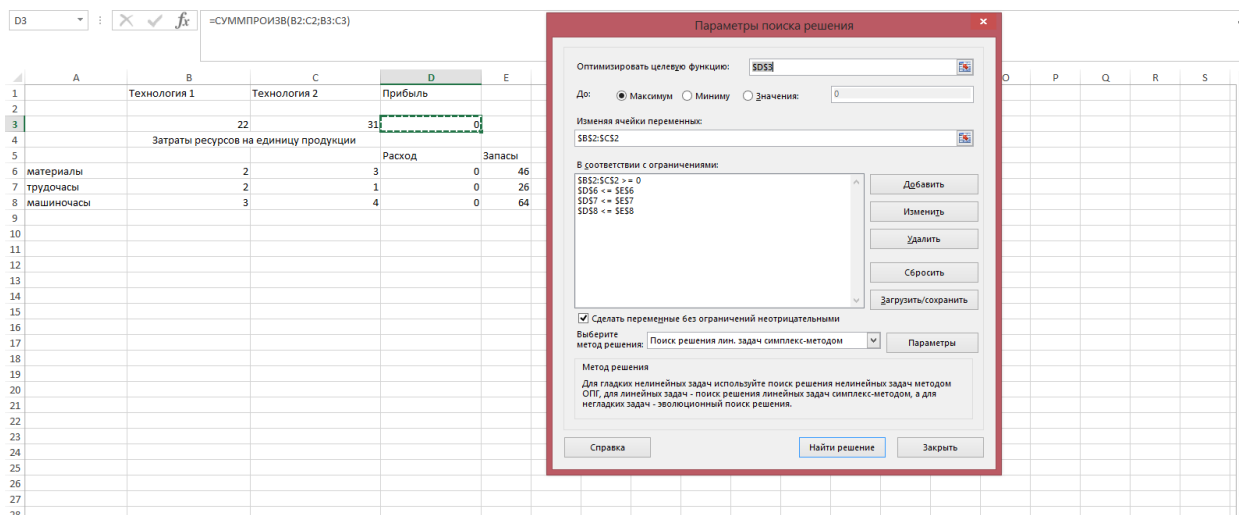 D3 fx =СУММПРОИЗВ(B2:C2;B3:C3)
A B C D E O P Q R S
1 Технология 1 Технология 2 Прибыль
2
3 22 31 0
4 Затраты ресурсов на единицу продукции
5 Расход Запасы
6 материалы 2 3 0 46
7 трудочасы 2 1 0 26
8 машиночасы 3 4 0 64
9
10
11
12
13
14
15
16
17
18
19
20
21
22
23
24
25
26
27
28
Параметры поиска решения
Оптимизировать целевую функцию: $D$3
До: Максимум Миниму Значения: 0
Изменяя ячейки переменных:
$B$2:$C$2
В соответствии с ограничениями:
$B$2:$C$2 >= 0
$D$6 <= $E$6
$D$7 <= $E$7
$D$8 <= $E$8
Добавить
Изменить
Удалить
Сбросить
Загрузить/сохранить
Сделать переменные без ограничений неотрицательными
Выберите
метод решения: Поиск решения лин. задач симплекс-методом Параметры
Метод решения
Для гладких нелинейных задач используйте поиск решения нелинейных задач методом
ОПГ, для линейных задач - поиск решения линейных задач симплекс-методом, а для
негладких задач - эволюционный поиск решения.
Справка Найти решение Закрыть